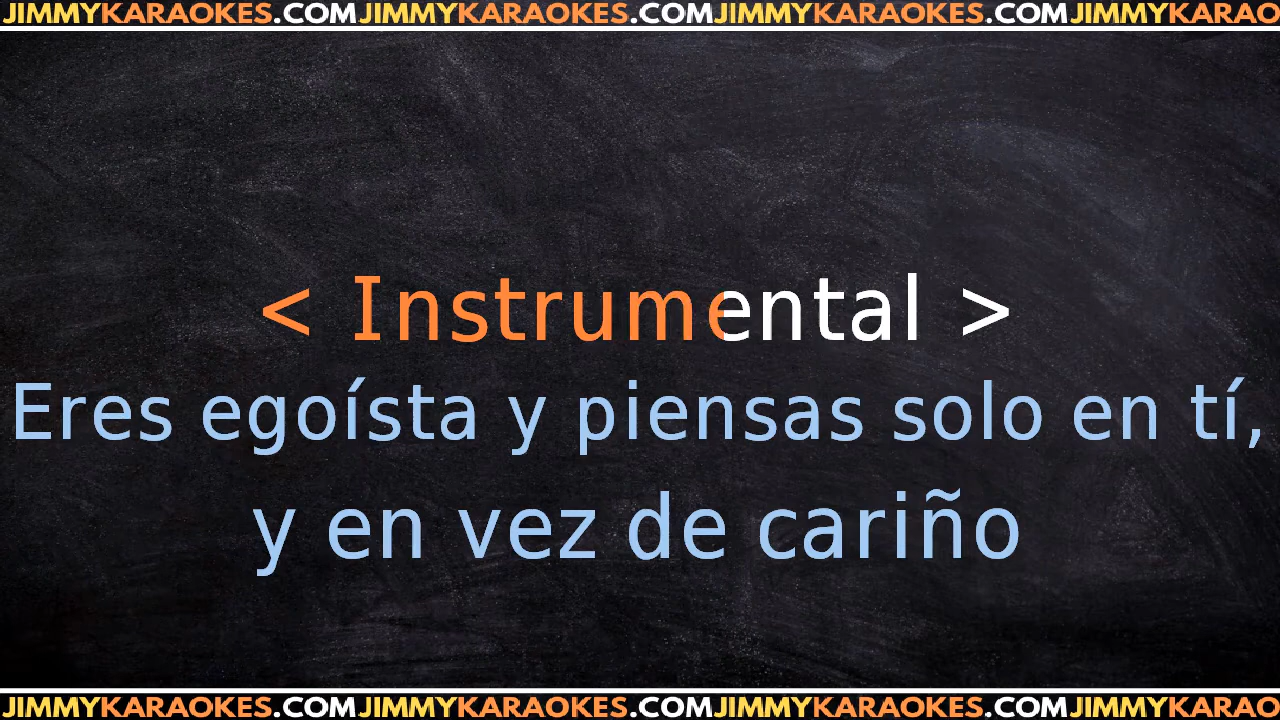 JIMMYKARAOKES.COMJIMMYKARAOKES.COMJIMMYKARAOKES.COMJIMMYKARAO
< Instrumental >
Eres egoísta y piensas solo en tí,
y en vez de cariño
JIMMYKARAOKES.COMJIMMYKARAOKES.COMJIMMYKARAOKES.COMJIMMYKARAO